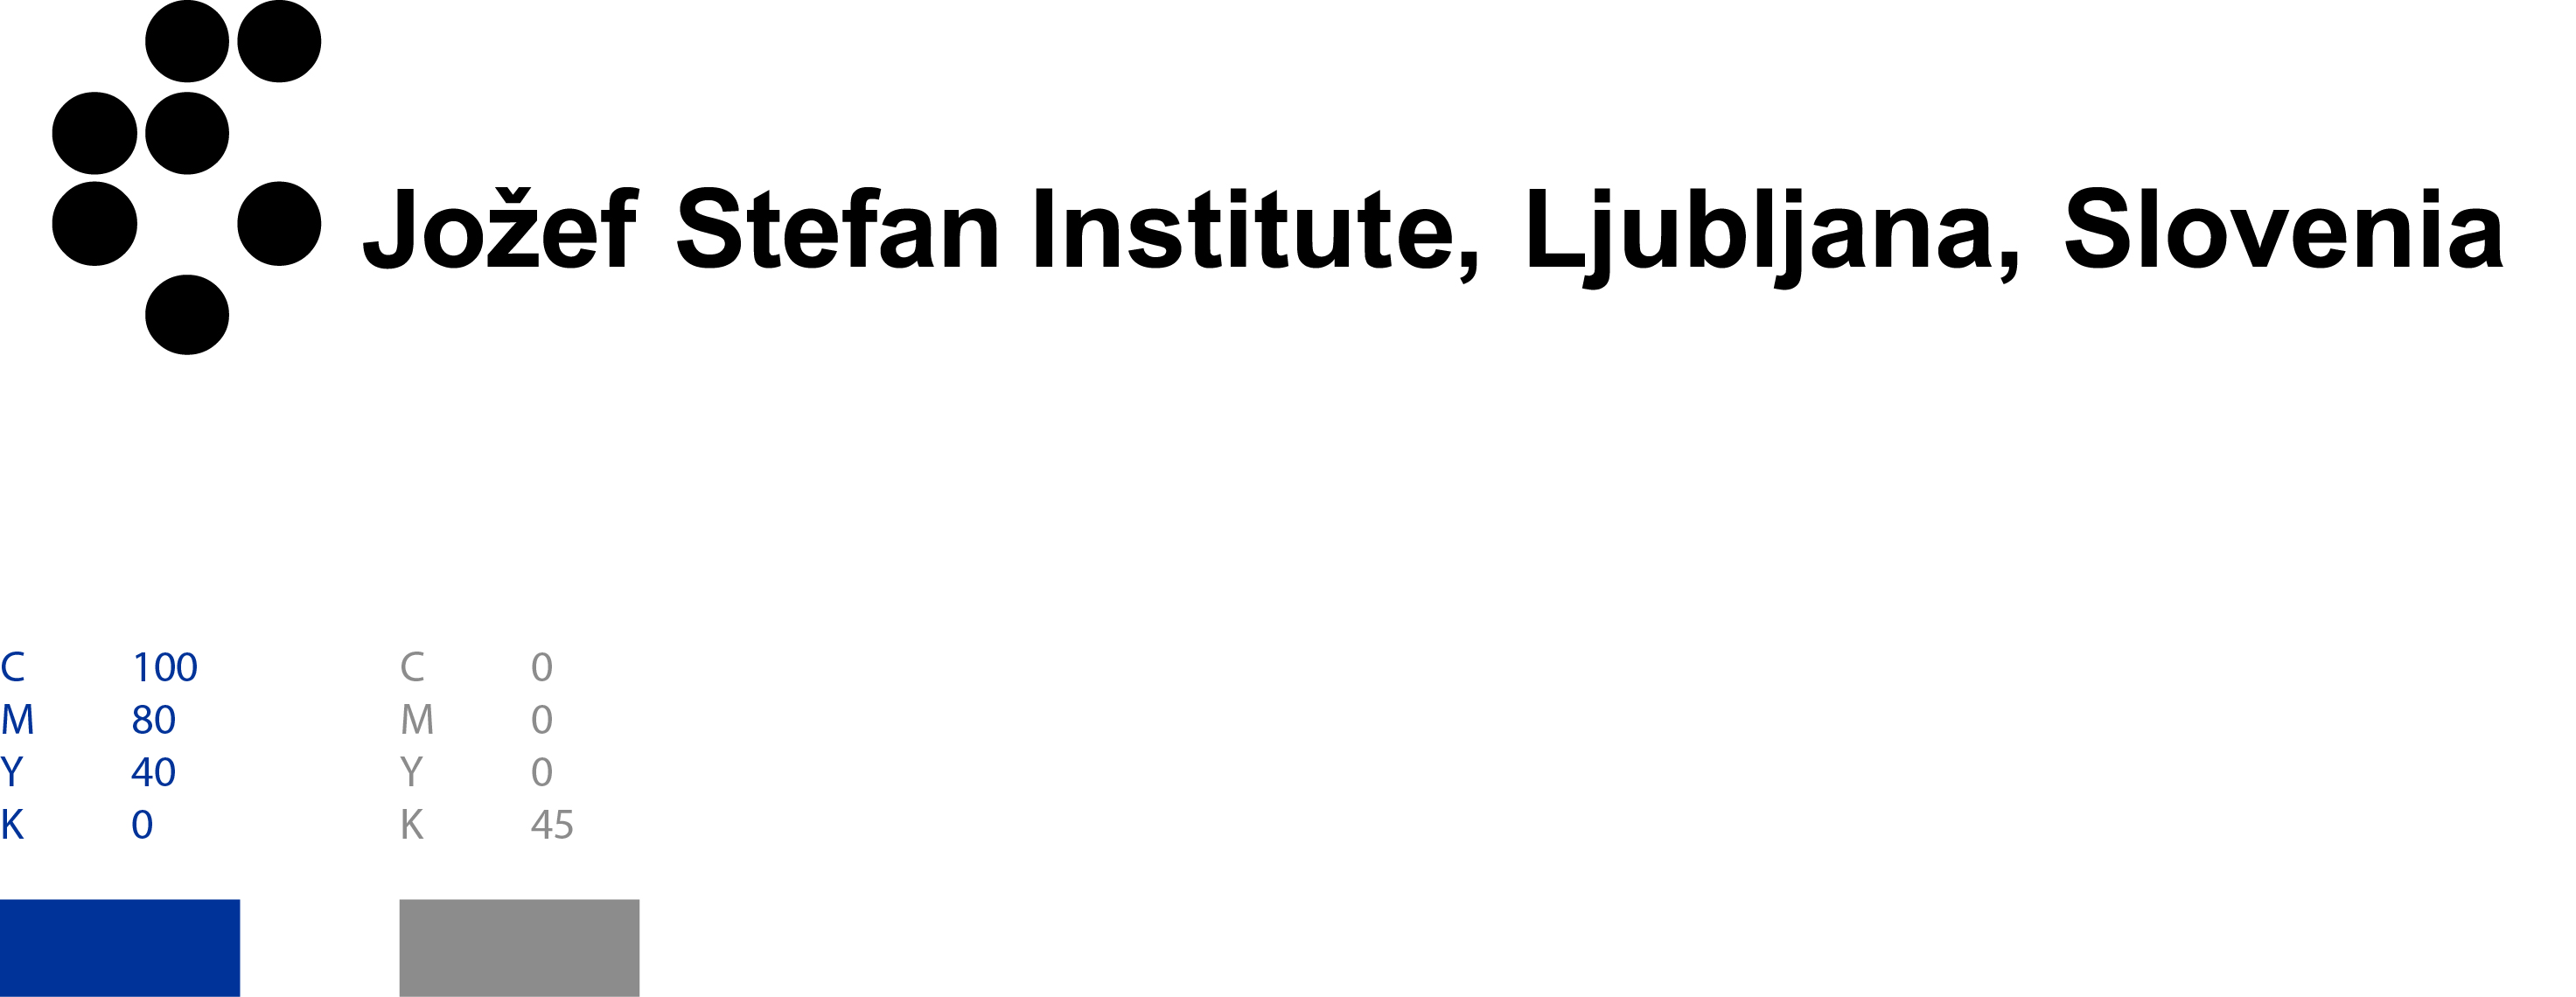 Jožef Stefan Institute, Ljubljana, Slovenia
C 100 C 0
M 80 M 0
Y 40 Y 0
K 0 K 45